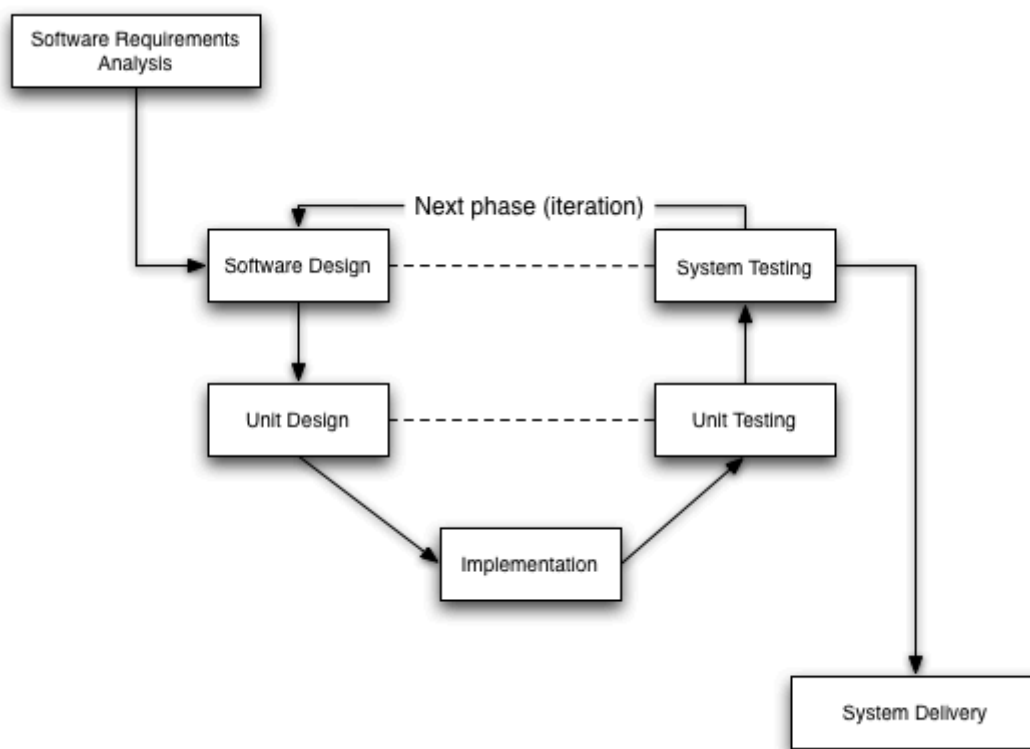 Software Requirements
Analysis
Next phase (iteration)
Software Design
System Testing
Unit Design
Unit Testing
Implementation
System Delivery